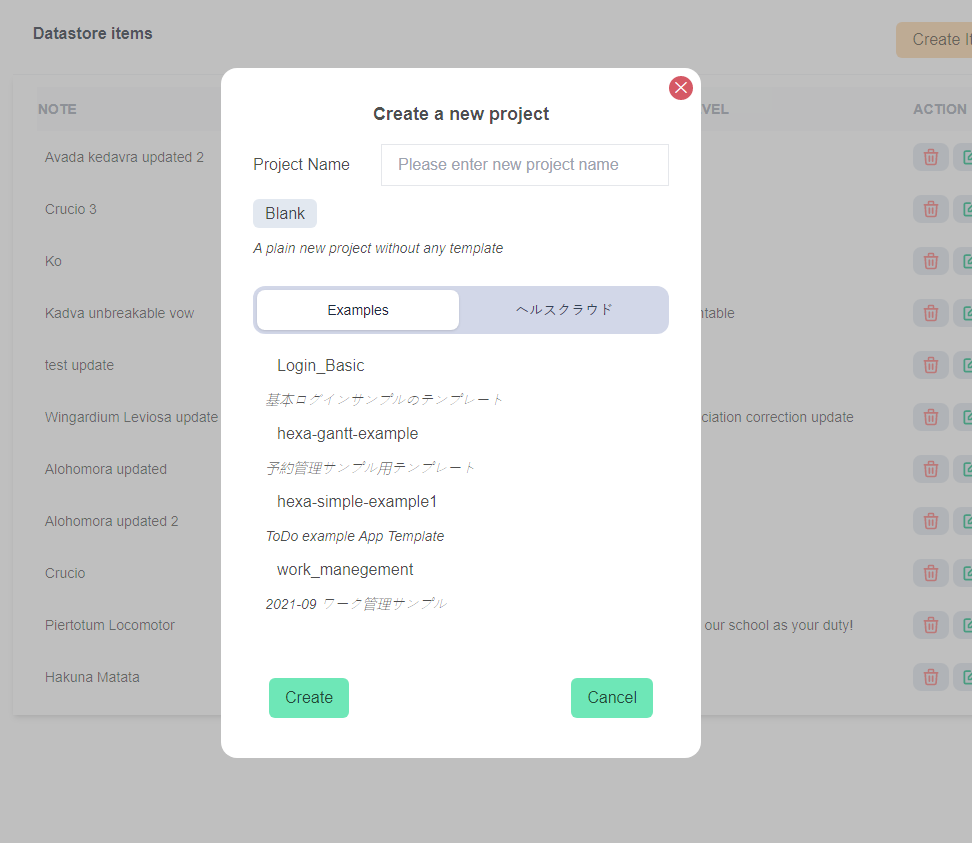 Datastore items
Create It
NOTE
VEL
ACTION
Create a new project
Project Name
Please enter new project name
Blank
A plain new project without any template
Examples
ヘルスクラウド
Login_Basic
基本ログインサンプルのテンプレート
hexa-gantt-example
予約管理サンプル用テンプレート
hexa-simple-example1
ToDo example App Template
work_manegement
2021-09 ワーク管理サンプル
Create
Cancel
Avada kedavra updated 2
Crucio 3
Ko
Kadva unbreakable vow
ntable
test update
Wingardium Leviosa update
ciation correction update
Alohomora updated
Alohomora updated 2
Crucio
Piertotum Locomotor
our school as your duty!
Hakuna Matata